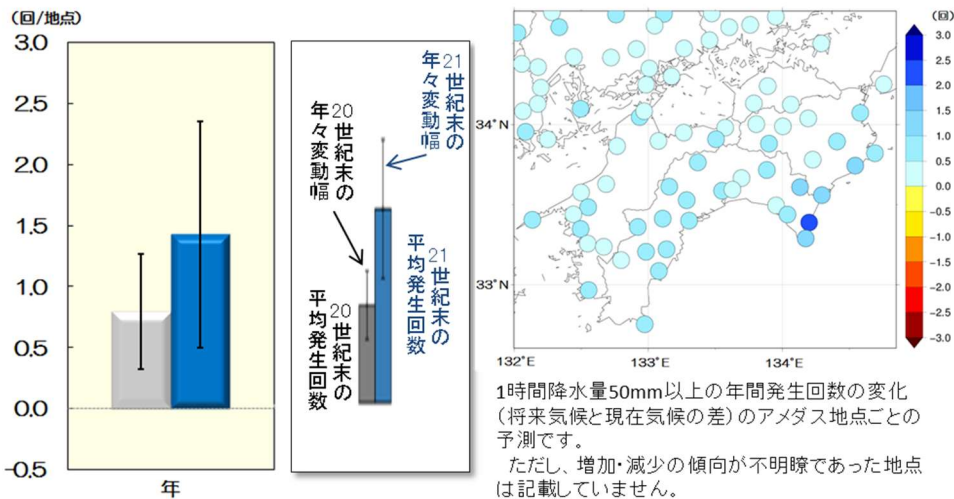 (回/地点)
3.0
2.5
2.0
1.5
1.0
0.5
0.0
-0.5
年
21世紀末の
年々変動幅
20世紀末の
年々変動幅
21世紀末の
平均発生回数
20世紀末の
平均発生回数
34°N
33°N
132°E
133°E
134°E
(回)
3.0
2.5
2.0
1.5
1.0
0.5
0.0
-0.5
-1.0
-1.5
-2.0
-2.5
-3.0
1時間降水量50mm以上の年間発生回数の変化
(将来気候と現在気候の差)のアメダス地点ごとの
予測です。
ただし、増加・減少の傾向が不明瞭であった地点
は記載していません。